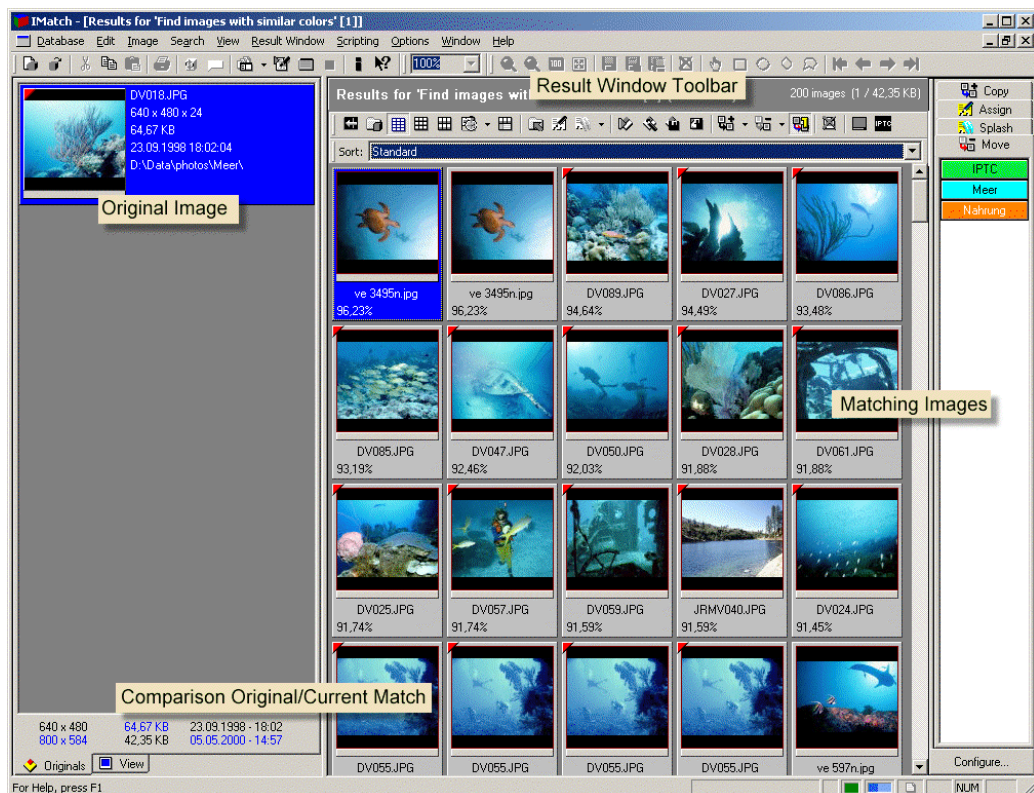 IMatch - [Results for 'Find images with similar colors' [1]]
Database Edit Image Search View Result Window Scripting Options Window Help
100%
Result Window Toolbar
DV018.JPG
640 x 480 x 24
64,67 KB
23.09.1998 18:02:04
D:\Data\photos\Meer\
Original Image
Results for 'Find images wit
200 images (1 / 42,35 KB)
IPTC
Sort: Standard
Copy
Assign
Splash
Move
IPTC
Meer
Nahrung
ve 3495n.jpg ve 3495n.jpg DV089.JPG DV027.JPG DV086.JPG
96,23% 96,23% 94,64% 94,49% 93,48%
Matching Images
DV085.JPG DV047.JPG DV050.JPG DV028.JPG DV061.JPG
93,19% 92,46% 92,03% 91,88% 91,88%
DV025.JPG DV057.JPG DV059.JPG JRMV040.JPG DV024.JPG
91,74% 91,74% 91,59% 91,59% 91,45%
Comparison Original/Current Match
640 x 480 64,67 KB 23.09.1998 - 18:02
800 x 584 42,35 KB 05.05.2000 - 14:57
Originals View
DV055.JPG DV055.JPG DV055.JPG DV055.JPG ve 597n.jpg
Configure...
For Help, press F1
NUM